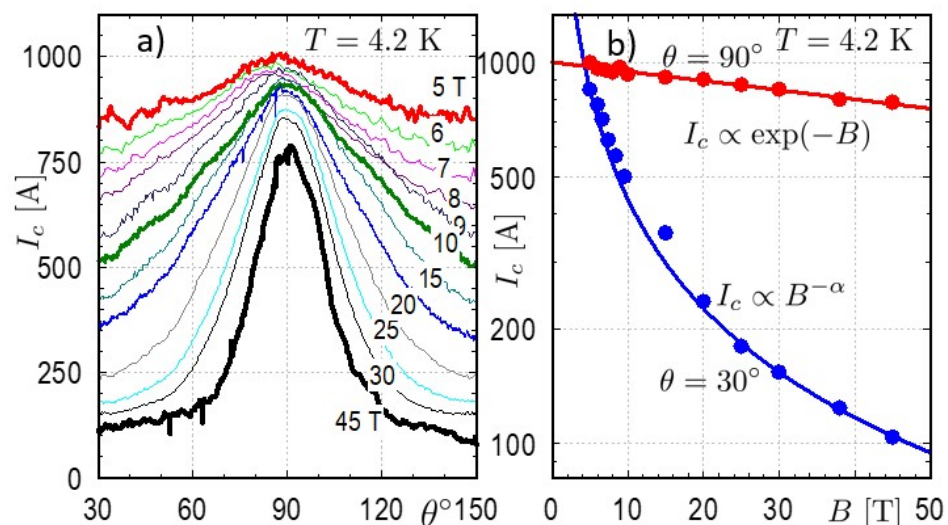 a)
T = 4.2 K
5 T
6
7
8
9
10
15
20
25
30
45 T
I_c [A]
1000
750
500
250
0
30
60
θ°
90
120
150
b)
T = 4.2 K
θ = 90°
I_c ∝ exp(−B)
I_c ∝ B^{−α}
θ = 30°
I_c [A]
1000
500
200
100
0
10
20
30
40
B [T]
50